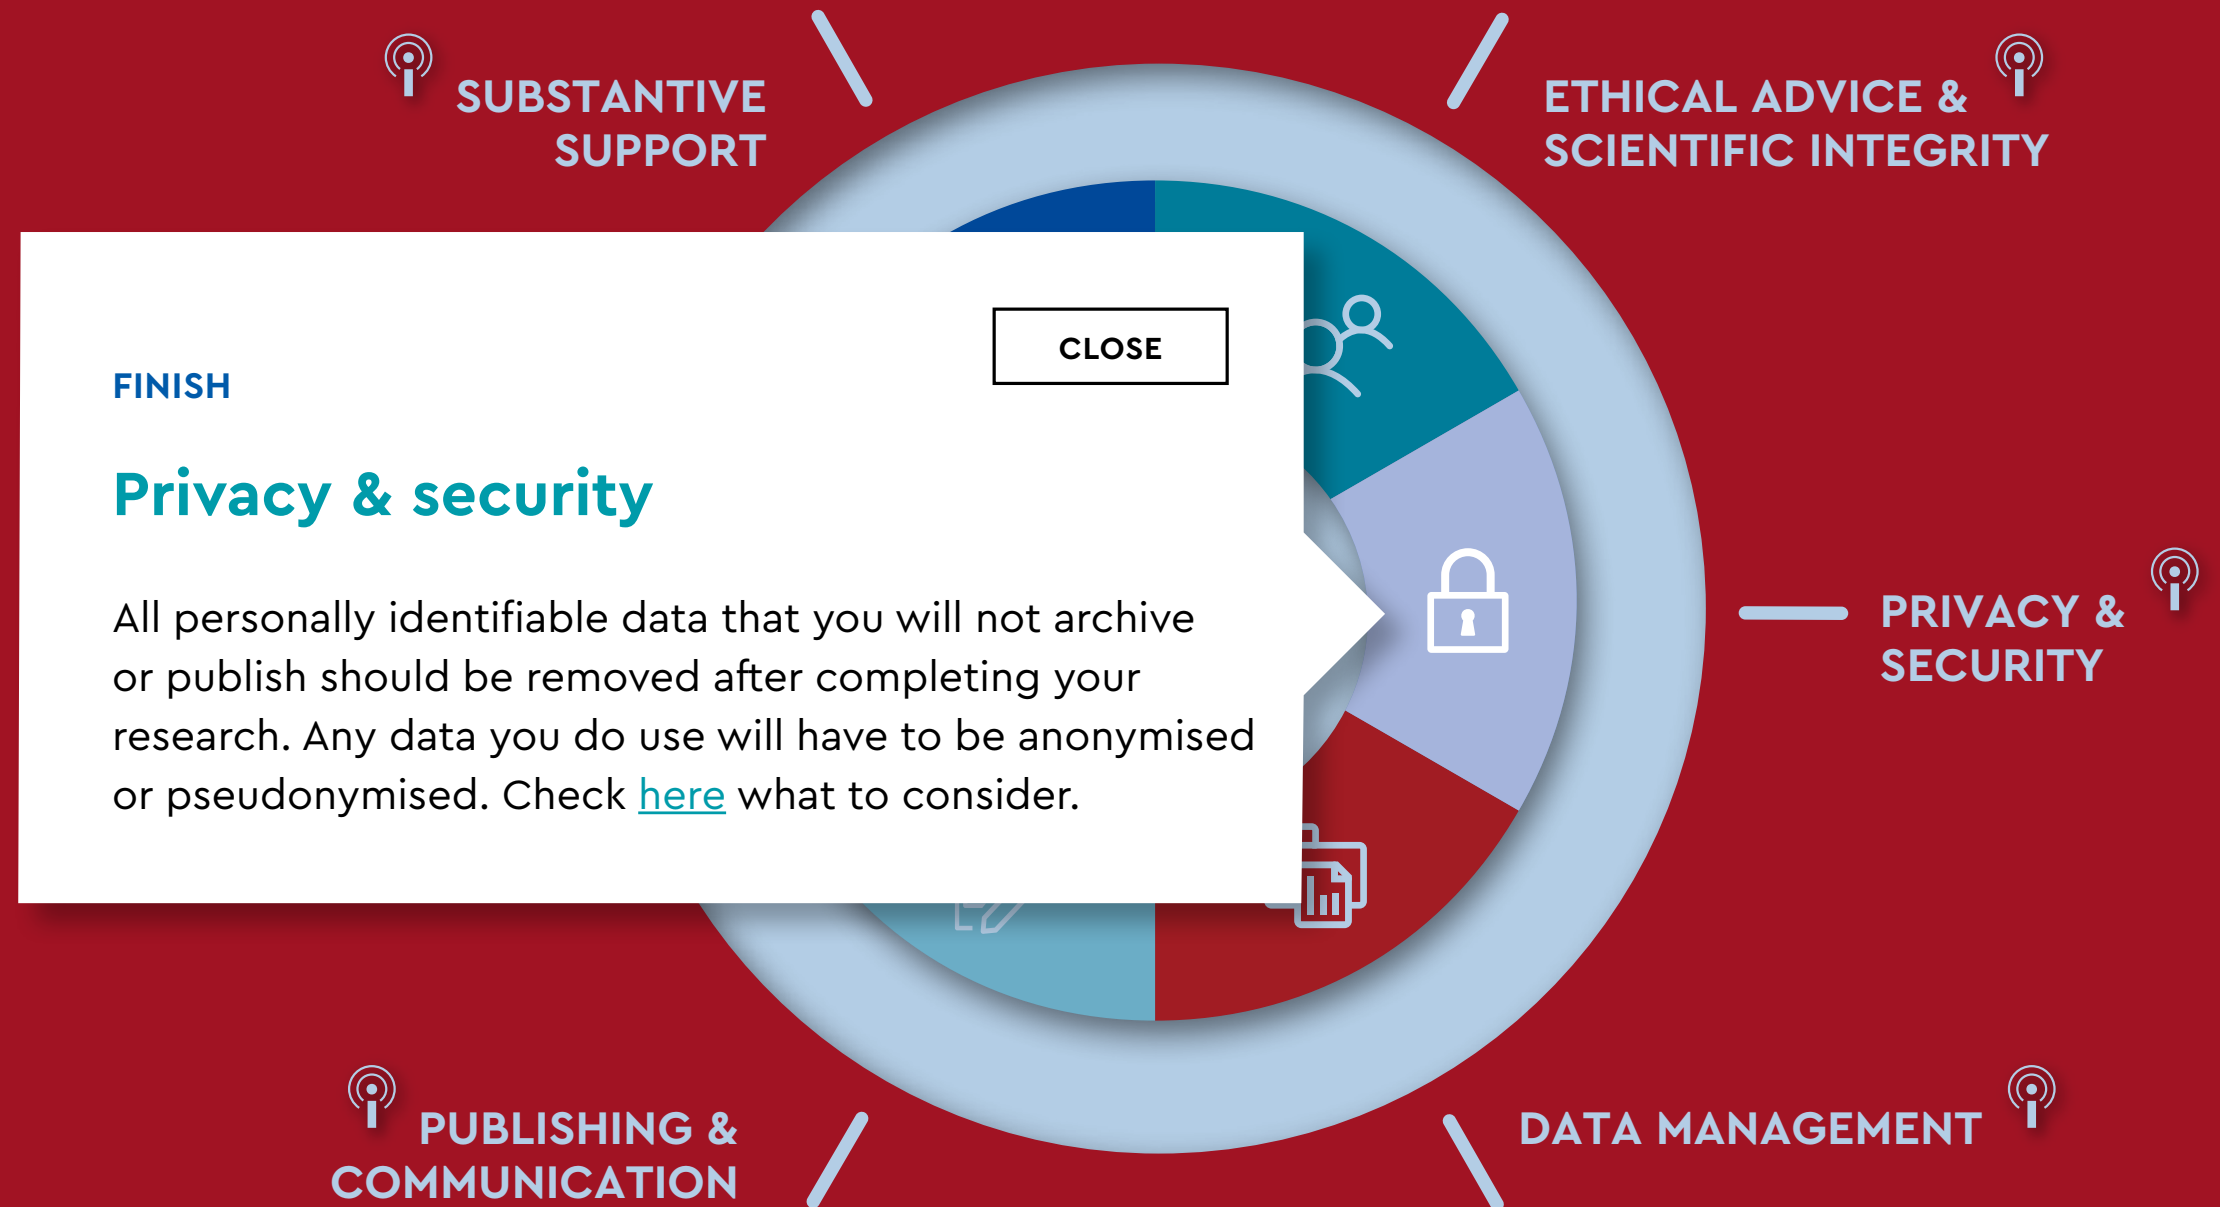 SUBSTANTIVE
SUPPORT
ETHICAL ADVICE &
SCIENTIFIC INTEGRITY
CLOSE
FINISH
Privacy & security
All personally identifiable data that you will not archive
or publish should be removed after completing your
research. Any data you do use will have to be anonymised
or pseudonymised. Check here what to consider.
PRIVACY &
SECURITY
PUBLISHING &
COMMUNICATION
DATA MANAGEMENT